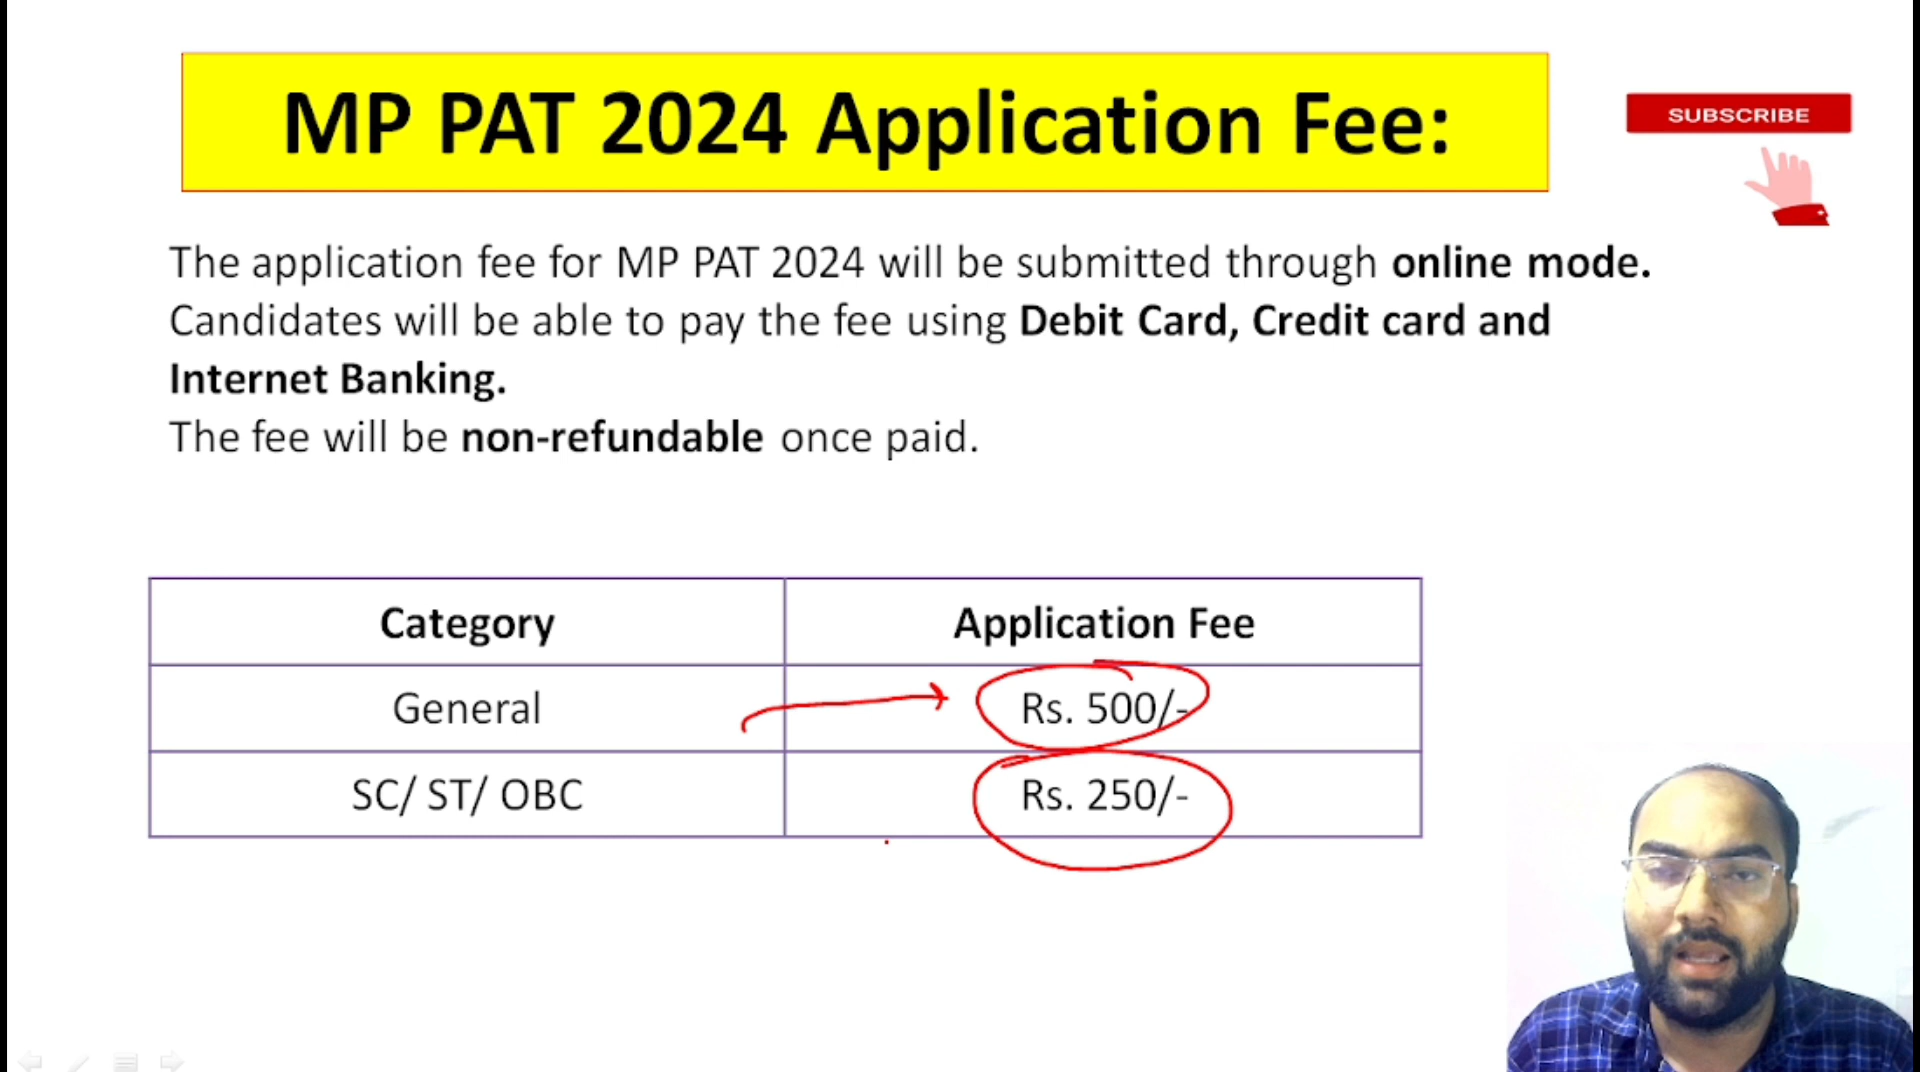 MP PAT 2024 Application Fee:
SUBSCRIBE
The application fee for MP PAT 2024 will be submitted through online mode.
Candidates will be able to pay the fee using Debit Card, Credit card and
Internet Banking.
The fee will be non-refundable once paid.
Category Application Fee
General Rs. 500/-
SC/ ST/ OBC Rs. 250/-